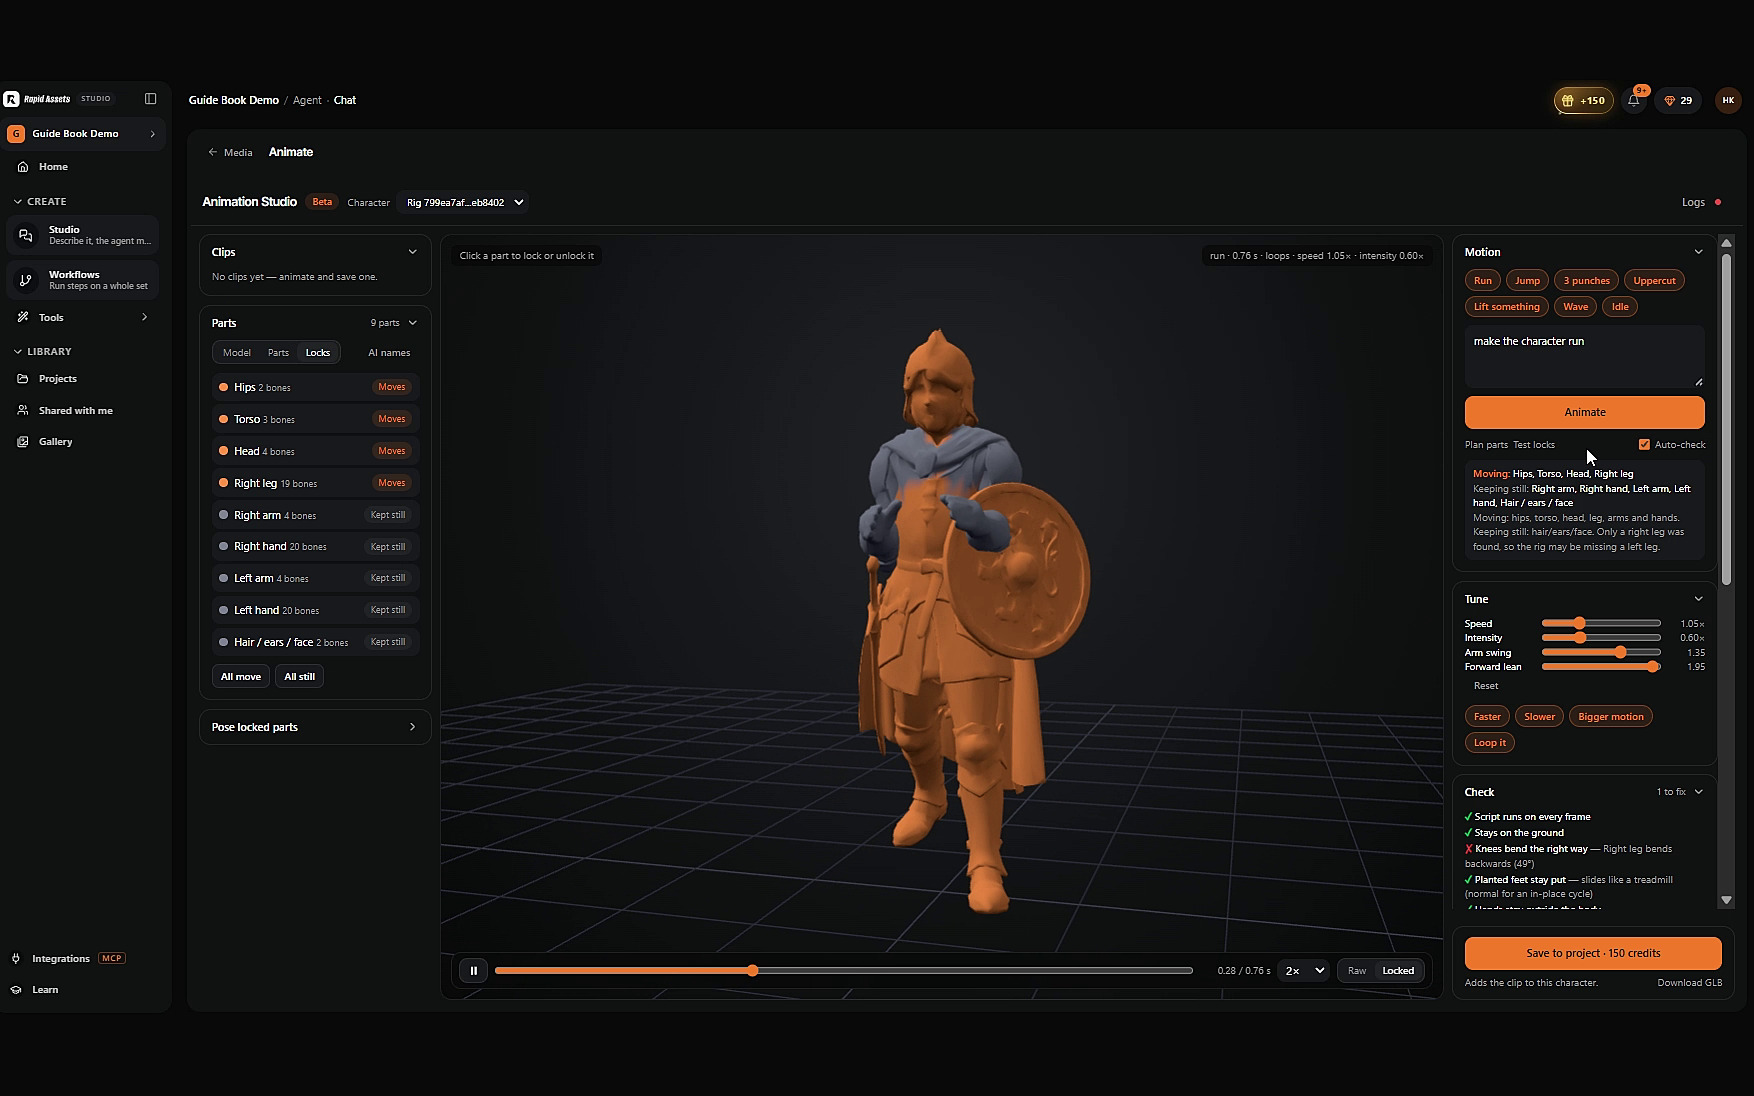 Rapid Assets STUDIO
Guide Book Demo / Agent · Chat
+150
9+
29
HK
G Guide Book Demo
Home
CREATE
Studio
Describe it, the agent m...
Workflows
Run steps on a whole set
Tools
LIBRARY
Projects
Shared with me
Gallery
Integrations MCP
Learn
← Media Animate
Animation Studio Beta Character Rig 799ea7af...eb8402
Logs
Clips
No clips yet — animate and save one.
Parts 9 parts
Model Parts Locks AI names
Hips 2 bones Moves
Torso 3 bones Moves
Head 4 bones Moves
Right leg 19 bones Moves
Right arm 4 bones Kept still
Right hand 20 bones Kept still
Left arm 4 bones Kept still
Left hand 20 bones Kept still
Hair / ears / face 2 bones Kept still
All move All still
Pose locked parts
Click a part to lock or unlock it
run · 0.76 s · loops · speed 1.05× · intensity 0.60×
0.28 / 0.76 s 2× Raw Locked
Motion
Run Jump 3 punches Uppercut
Lift something Wave Idle
make the character run
Animate
Plan parts Test locks Auto-check
Moving: Hips, Torso, Head, Right leg
Keeping still: Right arm, Right hand, Left arm, Left
hand, Hair / ears / face
Moving: hips, torso, head, leg, arms and hands.
Keeping still: hair/ears/face. Only a right leg was
found, so the rig may be missing a left leg.
Tune
Speed 1.05×
Intensity 0.60×
Arm swing 1.35
Forward lean 1.95
Reset
Faster Slower Bigger motion
Loop it
Check 1 to fix
✓ Script runs on every frame
✓ Stays on the ground
✗ Knees bend the right way — Right leg bends
backwards (49°)
✓ Planted feet stay put — slides like a treadmill
(normal for an in-place cycle)
✓ Hands stay outside the body
Save to project · 150 credits
Adds the clip to this character. Download GLB